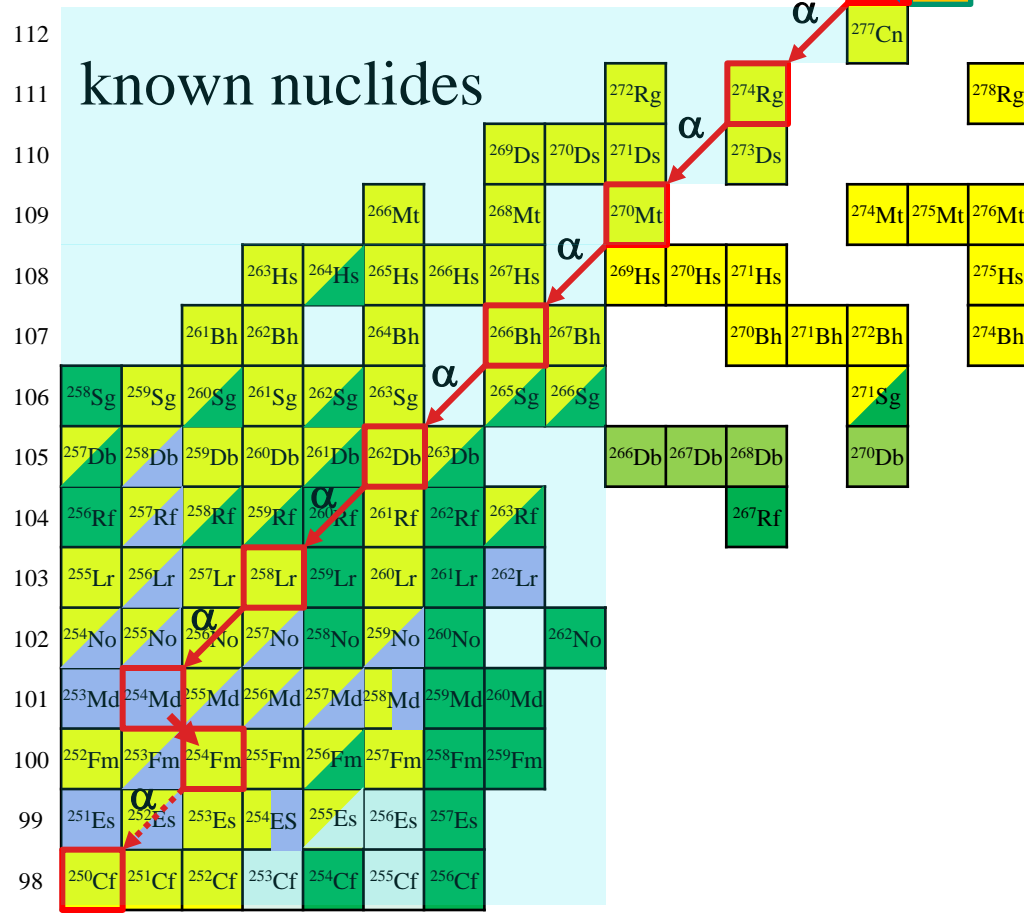 α
112 ²⁷⁷Cn
known nuclides
111 ²⁷²Rg ²⁷⁴Rg ²⁷⁸Rg
α
110 ²⁶⁹Ds ²⁷⁰Ds ²⁷¹Ds ²⁷³Ds
109 ²⁶⁶Mt ²⁶⁸Mt ²⁷⁰Mt ²⁷⁴Mt ²⁷⁵Mt ²⁷⁶Mt
α
108 ²⁶³Hs ²⁶⁴Hs ²⁶⁵Hs ²⁶⁶Hs ²⁶⁷Hs ²⁶⁹Hs ²⁷⁰Hs ²⁷¹Hs ²⁷⁵Hs
107 ²⁶¹Bh ²⁶²Bh ²⁶⁴Bh ²⁶⁶Bh ²⁶⁷Bh ²⁷⁰Bh ²⁷¹Bh ²⁷²Bh ²⁷⁴Bh
α
106 ²⁵⁸Sg ²⁵⁹Sg ²⁶⁰Sg ²⁶¹Sg ²⁶²Sg ²⁶³Sg ²⁶⁵Sg ²⁶⁶Sg ²⁷¹Sg
105 ²⁵⁷Db ²⁵⁸Db ²⁵⁹Db ²⁶⁰Db ²⁶¹Db ²⁶²Db ²⁶³Db ²⁶⁶Db ²⁶⁷Db ²⁶⁸Db ²⁷⁰Db
α
104 ²⁵⁶Rf ²⁵⁷Rf ²⁵⁸Rf ²⁵⁹Rf ²⁶⁰Rf ²⁶¹Rf ²⁶²Rf ²⁶³Rf ²⁶⁷Rf
103 ²⁵⁵Lr ²⁵⁶Lr ²⁵⁷Lr ²⁵⁸Lr ²⁵⁹Lr ²⁶⁰Lr ²⁶¹Lr ²⁶²Lr
α
102 ²⁵⁴No ²⁵⁵No ²⁵⁶No ²⁵⁷No ²⁵⁸No ²⁵⁹No ²⁶⁰No ²⁶²No
101 ²⁵³Md ²⁵⁴Md ²⁵⁵Md ²⁵⁶Md ²⁵⁷Md ²⁵⁸Md ²⁵⁹Md ²⁶⁰Md
100 ²⁵²Fm ²⁵³Fm ²⁵⁴Fm ²⁵⁵Fm ²⁵⁶Fm ²⁵⁷Fm ²⁵⁸Fm ²⁵⁹Fm
α
99 ²⁵¹Es ²⁵²Es ²⁵³Es ²⁵⁴ES ²⁵⁵Es ²⁵⁶Es ²⁵⁷Es
98 ²⁵⁰Cf ²⁵¹Cf ²⁵²Cf ²⁵³Cf ²⁵⁴Cf ²⁵⁵Cf ²⁵⁶Cf